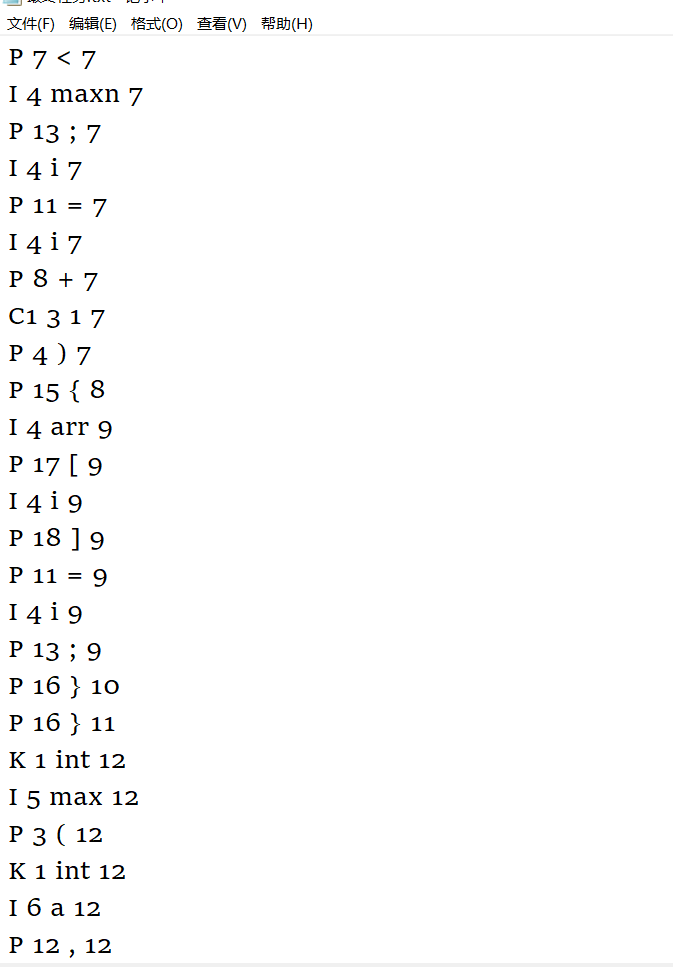 文件(F) 编辑(E) 格式(O) 查看(V) 帮助(H)
P 7 < 7
I 4 maxn 7
P 13 ; 7
I 4 i 7
P 11 = 7
I 4 i 7
P 8 + 7
C1 3 1 7
P 4 ) 7
P 15 { 8
I 4 arr 9
P 17 [ 9
I 4 i 9
P 18 ] 9
P 11 = 9
I 4 i 9
P 13 ; 9
P 16 } 10
P 16 } 11
K 1 int 12
I 5 max 12
P 3 ( 12
K 1 int 12
I 6 a 12
P 12 , 12